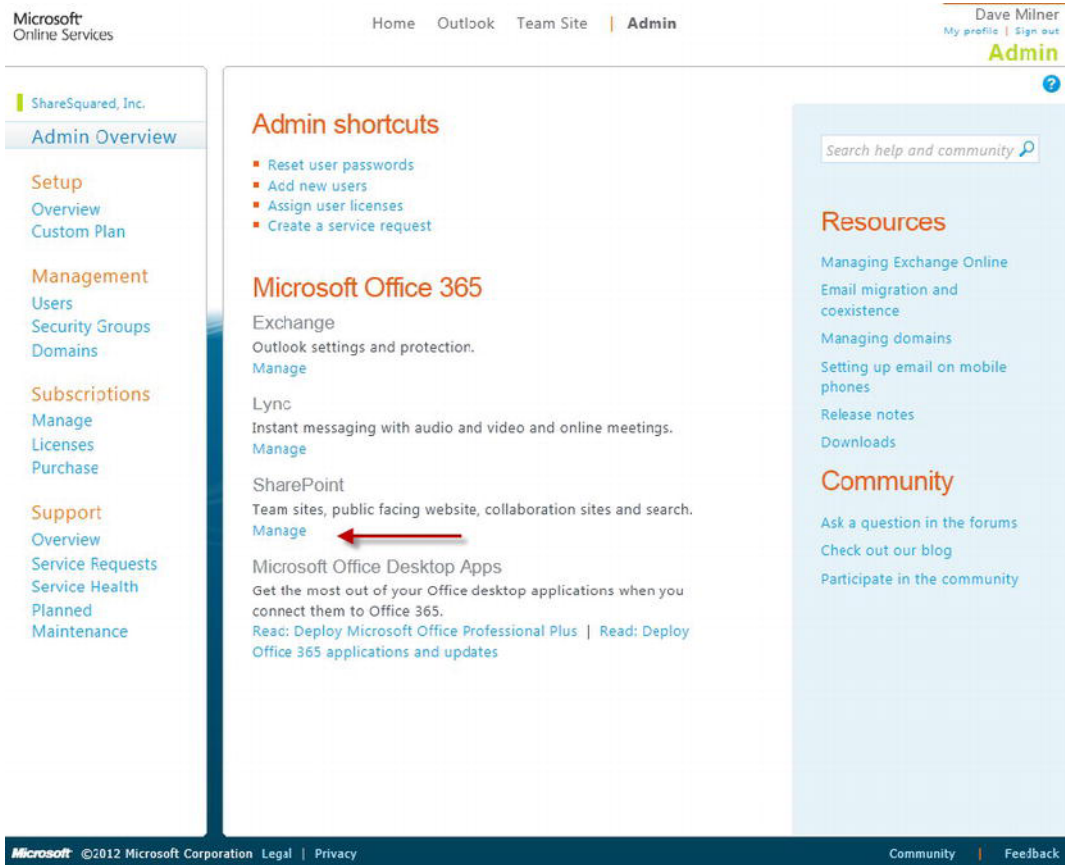 Microsoft
Online Services
Home Outlook Team Site | Admin
Dave Milner
My profile | Sign out
Admin
ShareSquared, Inc.
Admin Overview
Setup
Overview
Custom Plan
Management
Users
Security Groups
Domains
Subscriptions
Manage
Licenses
Purchase
Support
Overview
Service Requests
Service Health
Planned
Maintenance
Admin shortcuts
Reset user passwords
Add new users
Assign user licenses
Create a service request
Microsoft Office 365
Exchange
Outlook settings and protection.
Manage
Lync
Instant messaging with audio and video and online meetings.
Manage
SharePoint
Team sites, public facing website, collaboration sites and search.
Manage
Microsoft Office Desktop Apps
Get the most out of your Office desktop applications when you
connect them to Office 365.
Read: Deploy Microsoft Office Professional Plus | Read: Deploy
Office 365 applications and updates
?
Search help and community
Resources
Managing Exchange Online
Email migration and
coexistence
Managing domains
Setting up email on mobile
phones
Release notes
Downloads
Community
Ask a question in the forums
Check out our blog
Participate in the community
Microsoft ©2012 Microsoft Corporation Legal | Privacy
Community | Feedback